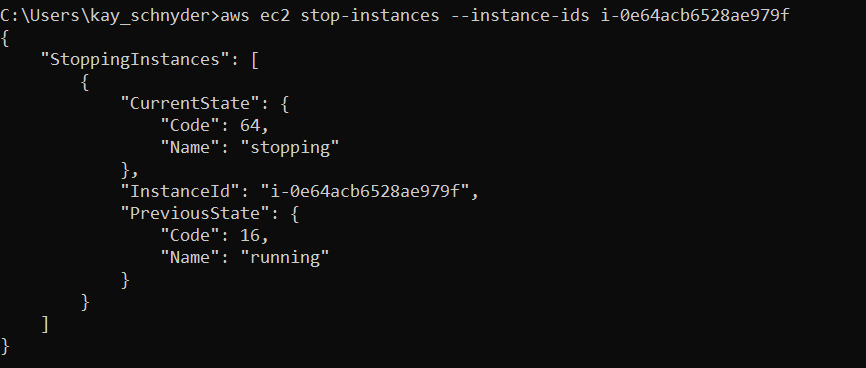 C:\Users\kay_schnyder>aws ec2 stop-instances --instance-ids i-0e64acb6528ae979f
{
    "StoppingInstances": [
        {
            "CurrentState": {
                "Code": 64,
                "Name": "stopping"
            },
            "InstanceId": "i-0e64acb6528ae979f",
            "PreviousState": {
                "Code": 16,
                "Name": "running"
            }
        }
    ]
}